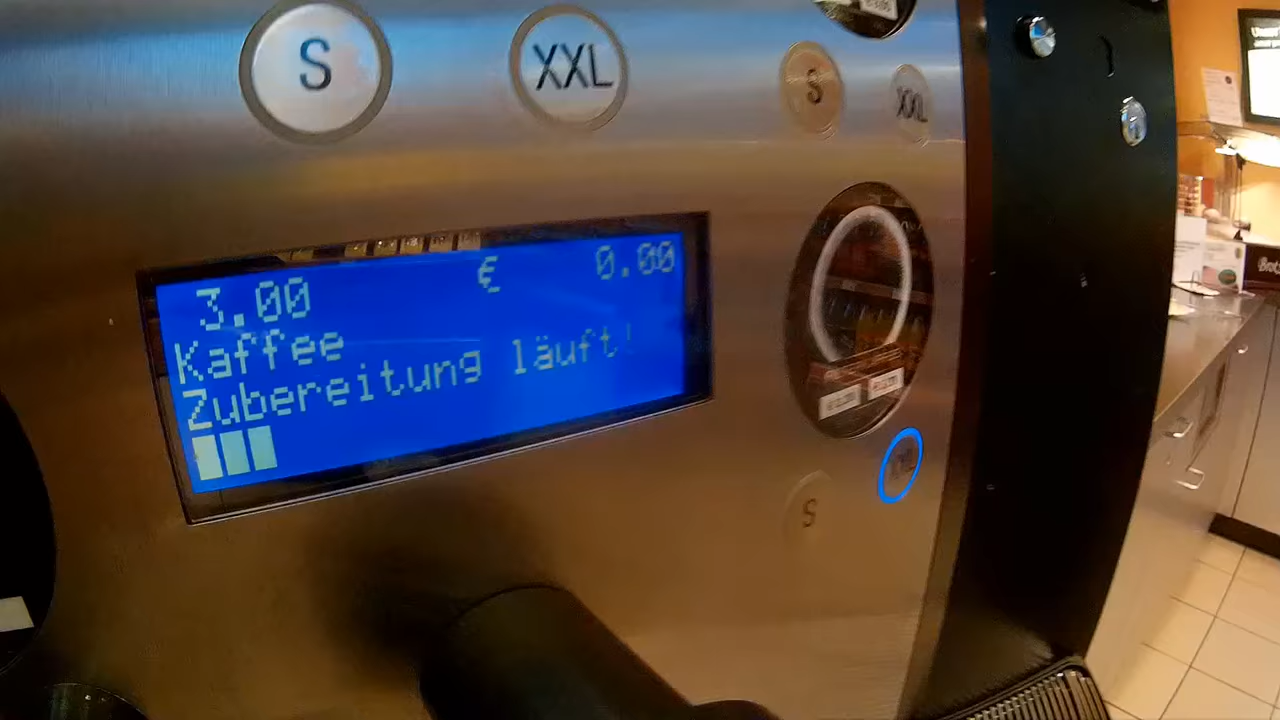 S
XXL
S
XXL
3.00 € 0.00
Kaffee
Zubereitung läuft!
S